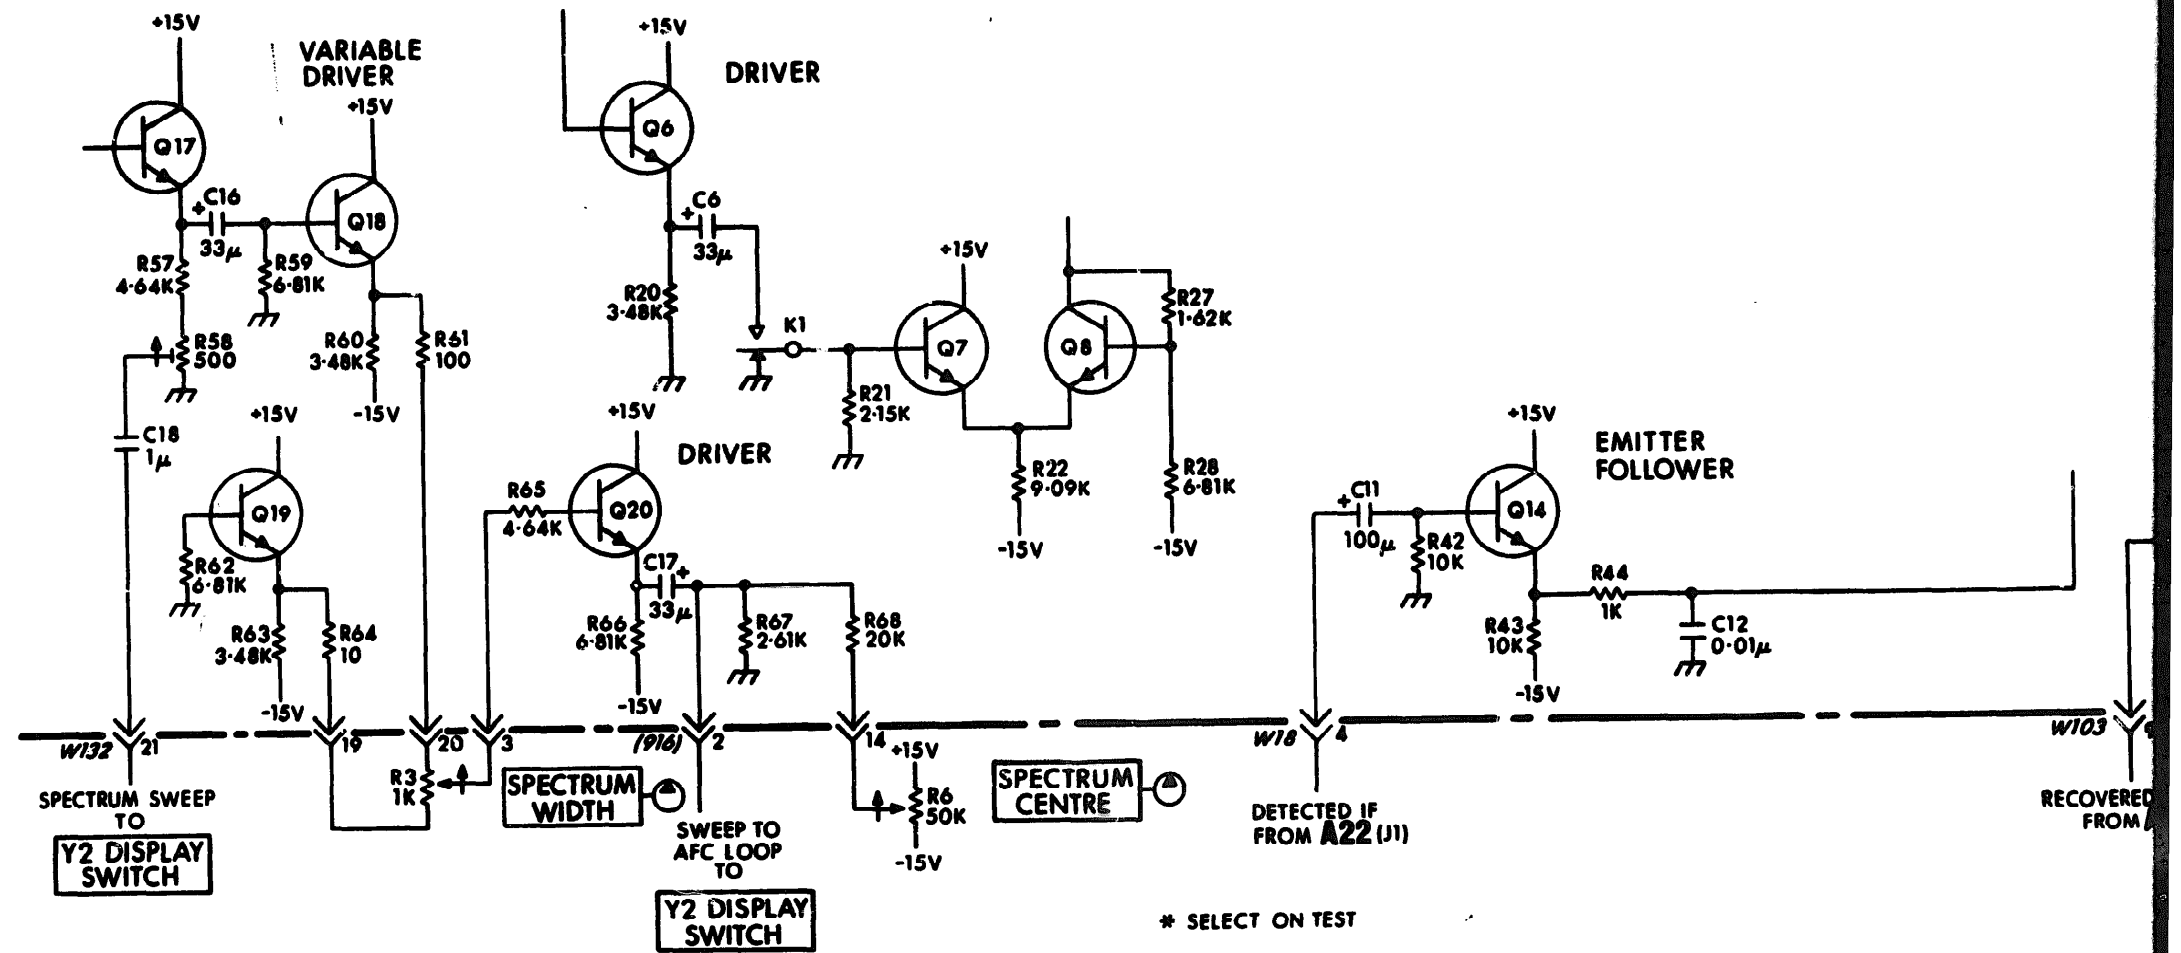 +15V
VARIABLE
DRIVER
+15V
Q17
C16
33µ
Q18
R57
4·64K
R59
6·81K
R58
500
R60
3·48K
R61
100
-15V
C18
1µ
+15V
Q19
R62
6·81K
R63
3·48K
R64
10
-15V
+15V
DRIVER
Q6
C6
33µ
R20
3·48K
K1
+15V
Q7
Q8
R27
1·62K
R21
2·15K
R22
9·09K
R28
6·81K
-15V
-15V
+15V
DRIVER
R65
4·64K
Q20
C17
33µ
R66
6·81K
R67
2·61K
R68
20K
-15V
+15V
EMITTER
FOLLOWER
C11
100µ
Q14
R42
10K
R44
1K
R43
10K
C12
0·01µ
-15V
W132 21
19
20
3
(916) 2
14
W18 4
W103
SPECTRUM SWEEP
TO
Y2 DISPLAY
SWITCH
R3
1K
SPECTRUM
WIDTH
SWEEP TO
AFC LOOP
TO
Y2 DISPLAY
SWITCH
+15V
R6
50K
-15V
SPECTRUM
CENTRE
DETECTED IF
FROM A22 (J1)
RECOVERED
FROM
* SELECT ON TEST